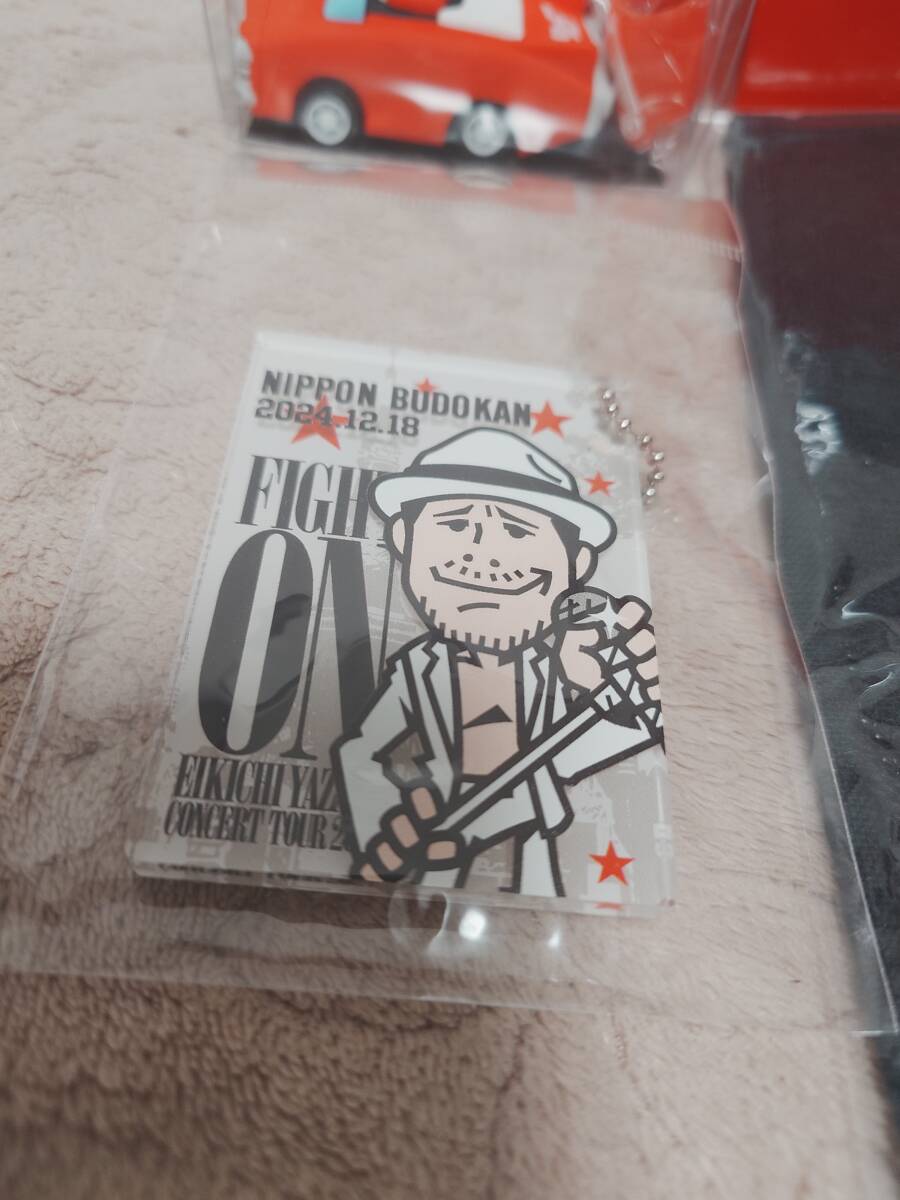 NIPPON BUDOKAN
2024.12.18
FIGH
ON
EIKICHI YAZ
CONCERT TOUR 2